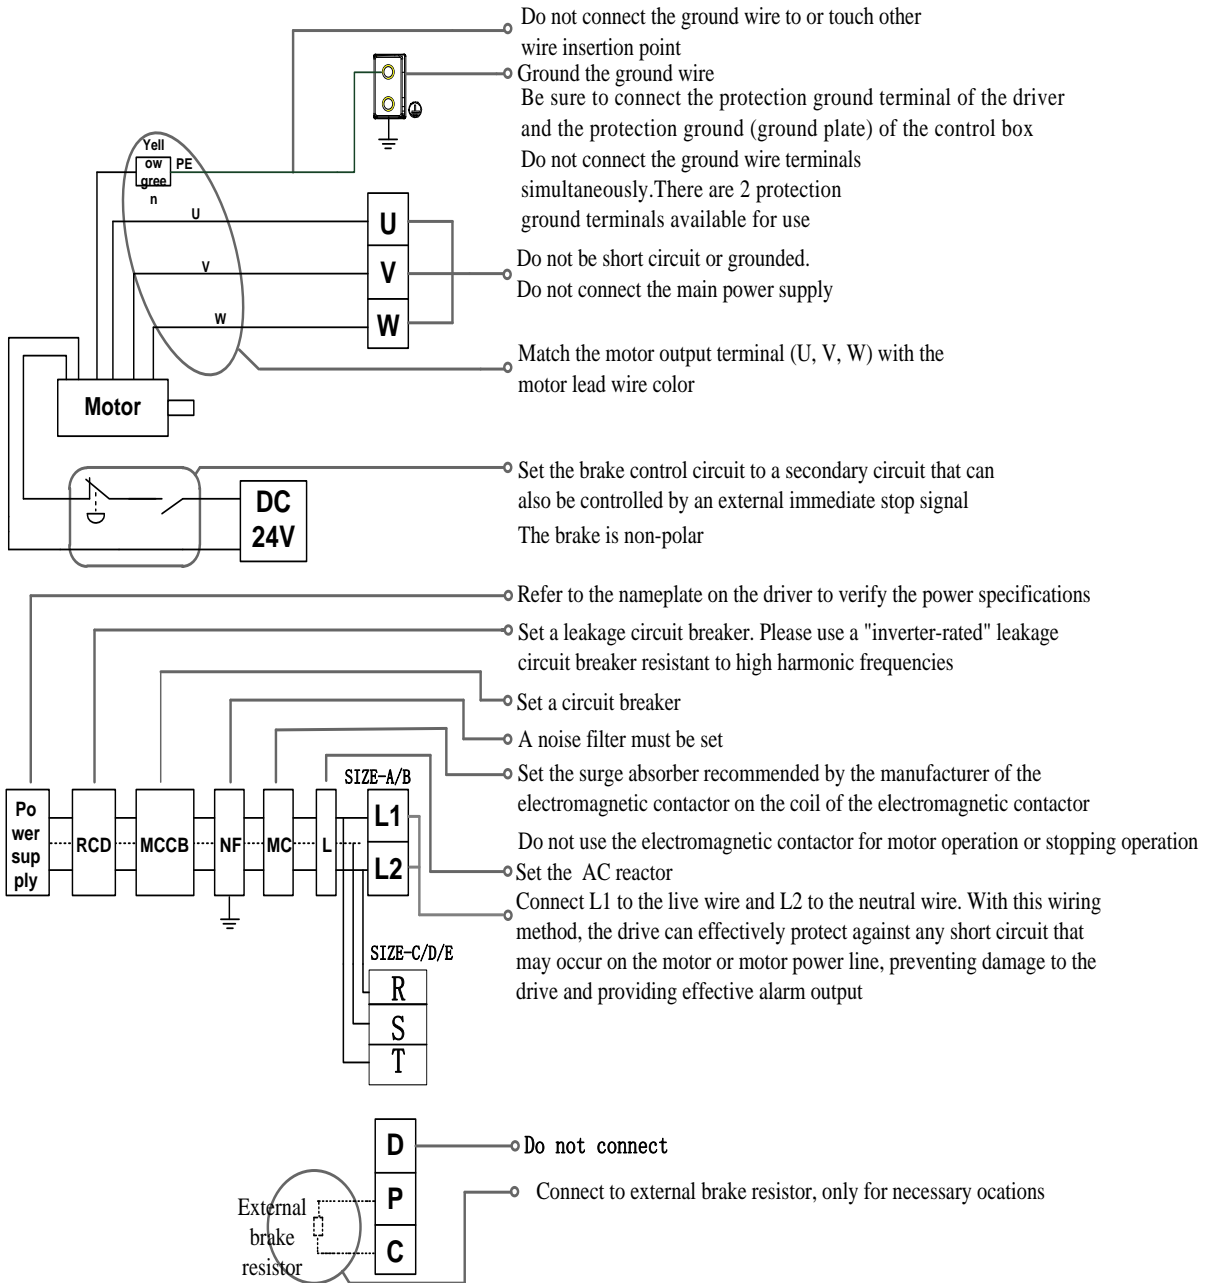 Do not connect the ground wire to or touch other
wire insertion point
Ground the ground wire
Be sure to connect the protection ground terminal of the driver
and the protection ground (ground plate) of the control box
Do not connect the ground wire terminals
simultaneously.There are 2 protection
ground terminals available for use
Yell
ow
gree
n
PE
U
V
W
U
V
W
Do not be short circuit or grounded.
Do not connect the main power supply
Match the motor output terminal (U, V, W) with the
motor lead wire color
Motor
DC
24V
Set the brake control circuit to a secondary circuit that can
also be controlled by an external immediate stop signal
The brake is non-polar
Refer to the nameplate on the driver to verify the power specifications
Set a leakage circuit breaker. Please use a "inverter-rated" leakage
circuit breaker resistant to high harmonic frequencies
Set a circuit breaker
A noise filter must be set
Set the surge absorber recommended by the manufacturer of the
electromagnetic contactor on the coil of the electromagnetic contactor
Do not use the electromagnetic contactor for motor operation or stopping operation
Set the AC reactor
Connect L1 to the live wire and L2 to the neutral wire. With this wiring
method, the drive can effectively protect against any short circuit that
may occur on the motor or motor power line, preventing damage to the
drive and providing effective alarm output
Po
wer
sup
ply
RCD
MCCB
NF
MC
L
SIZE-A/B
L1
L2
SIZE-C/D/E
R
S
T
D
P
C
Do not connect
Connect to external brake resistor, only for necessary ocations
External
brake
resistor